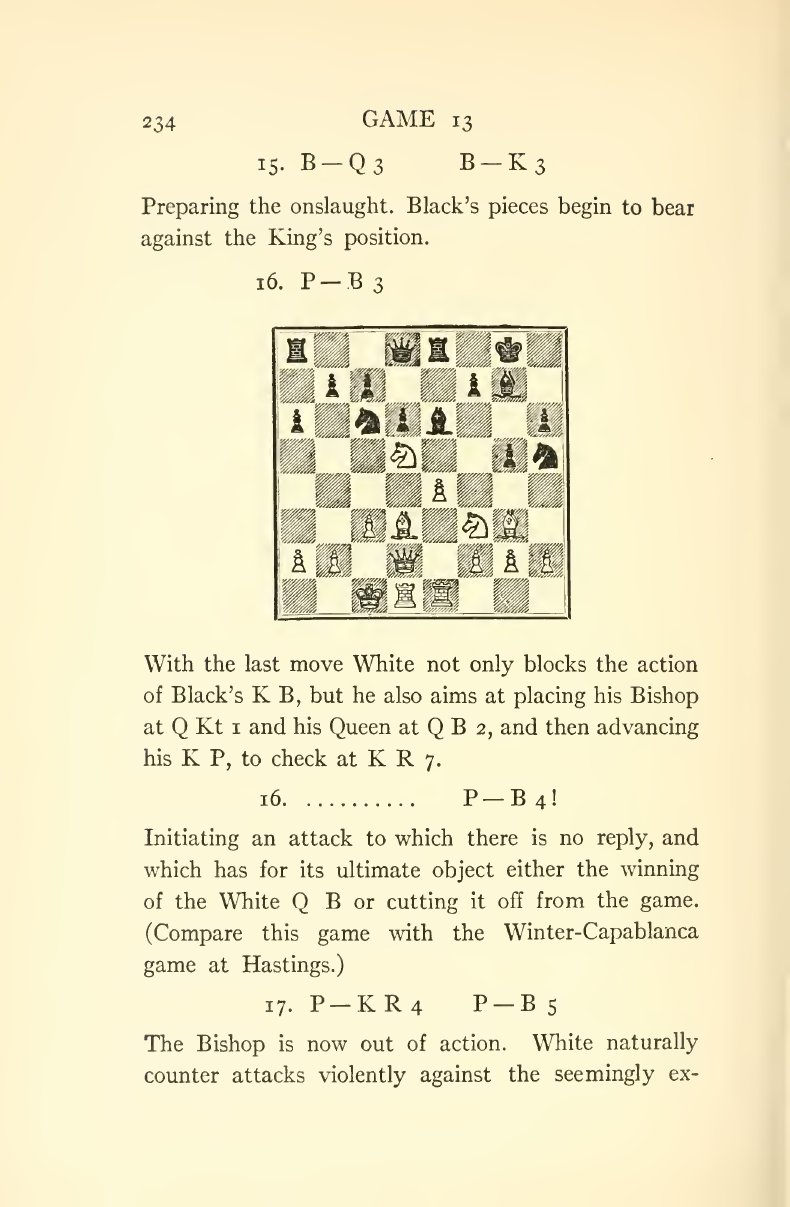 234 GAME 13
15. B—Q 3 B—K 3
Preparing the onslaught. Black's pieces begin to bear
against the King's position.
16. P—B 3
With the last move White not only blocks the action
of Black's K B, but he also aims at placing his Bishop
at Q Kt 1 and his Queen at Q B 2, and then advancing
his K P, to check at K R 7.
16. .......... P—B 4!
Initiating an attack to which there is no reply, and
which has for its ultimate object either the winning
of the White Q B or cutting it off from the game.
(Compare this game with the Winter-Capablanca
game at Hastings.)
17. P—K R 4 P—B 5
The Bishop is now out of action. White naturally
counter attacks violently against the seemingly ex-